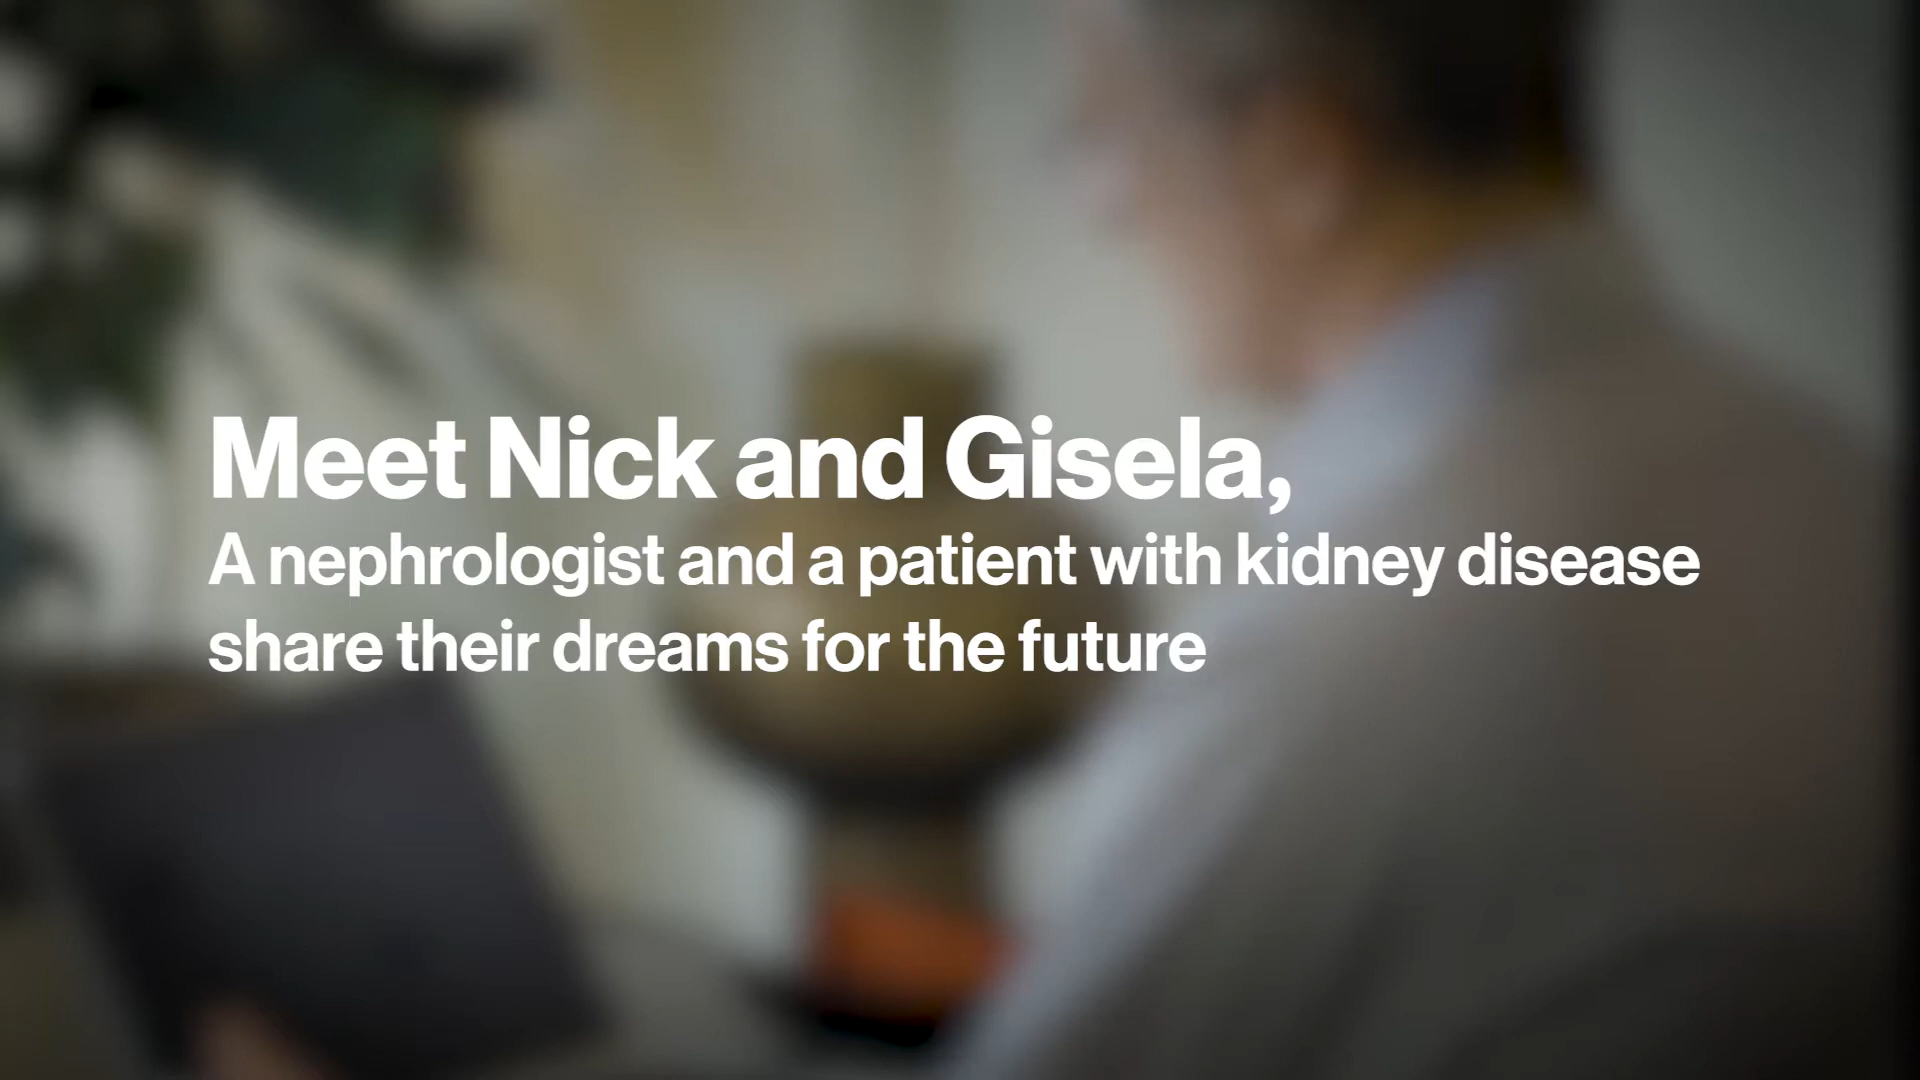 Meet Nick and Gisela,
A nephrologist and a patient with kidney disease
share their dreams for the future